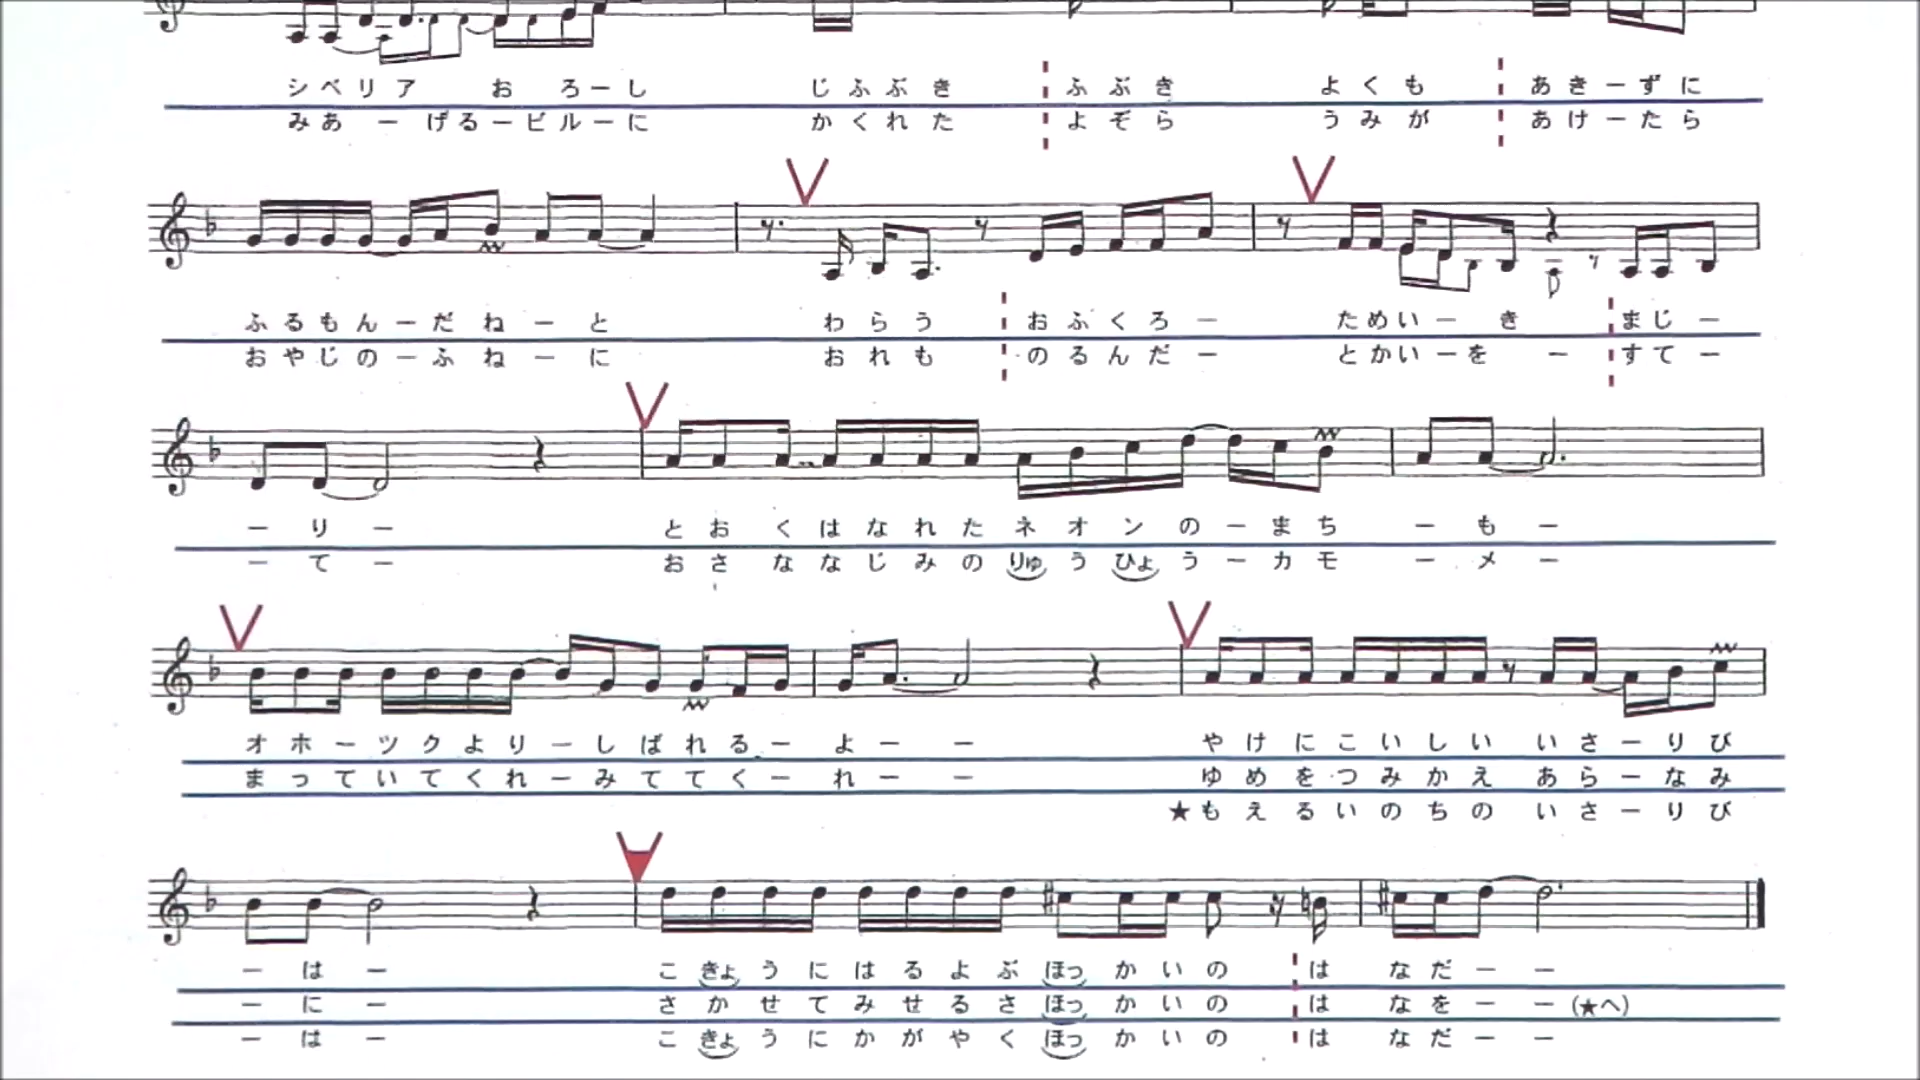 シベリア お ろーし じふぶき ふぶき よくも あきーずに
みあーげるービルーに かくれた よぞら うみが あけーたら
ふるもんーだねーと わらう おふくろー ためいーき まじー
おやじのーふねーに おれも のるんだー とかいーを ー すてー
ーりー とおくはなれたネオンのーまち ーもー
ーてー おさななじみのりゅうひょうーカモ ーメー
オホーツクよりーしばれるー よーー やけにこいしい いさーりび
まっていてくれーみててくー れーー ゆめをつみかえ あらーなみ
★もえるいのちの いさーりび
ーはー こきょうにはるよぶほっかいの は なだーー
ーにー さかせてみせるさほっかいの は なをーー(★へ)
ーはー こきょうにかがやくほっかいの は なだーー